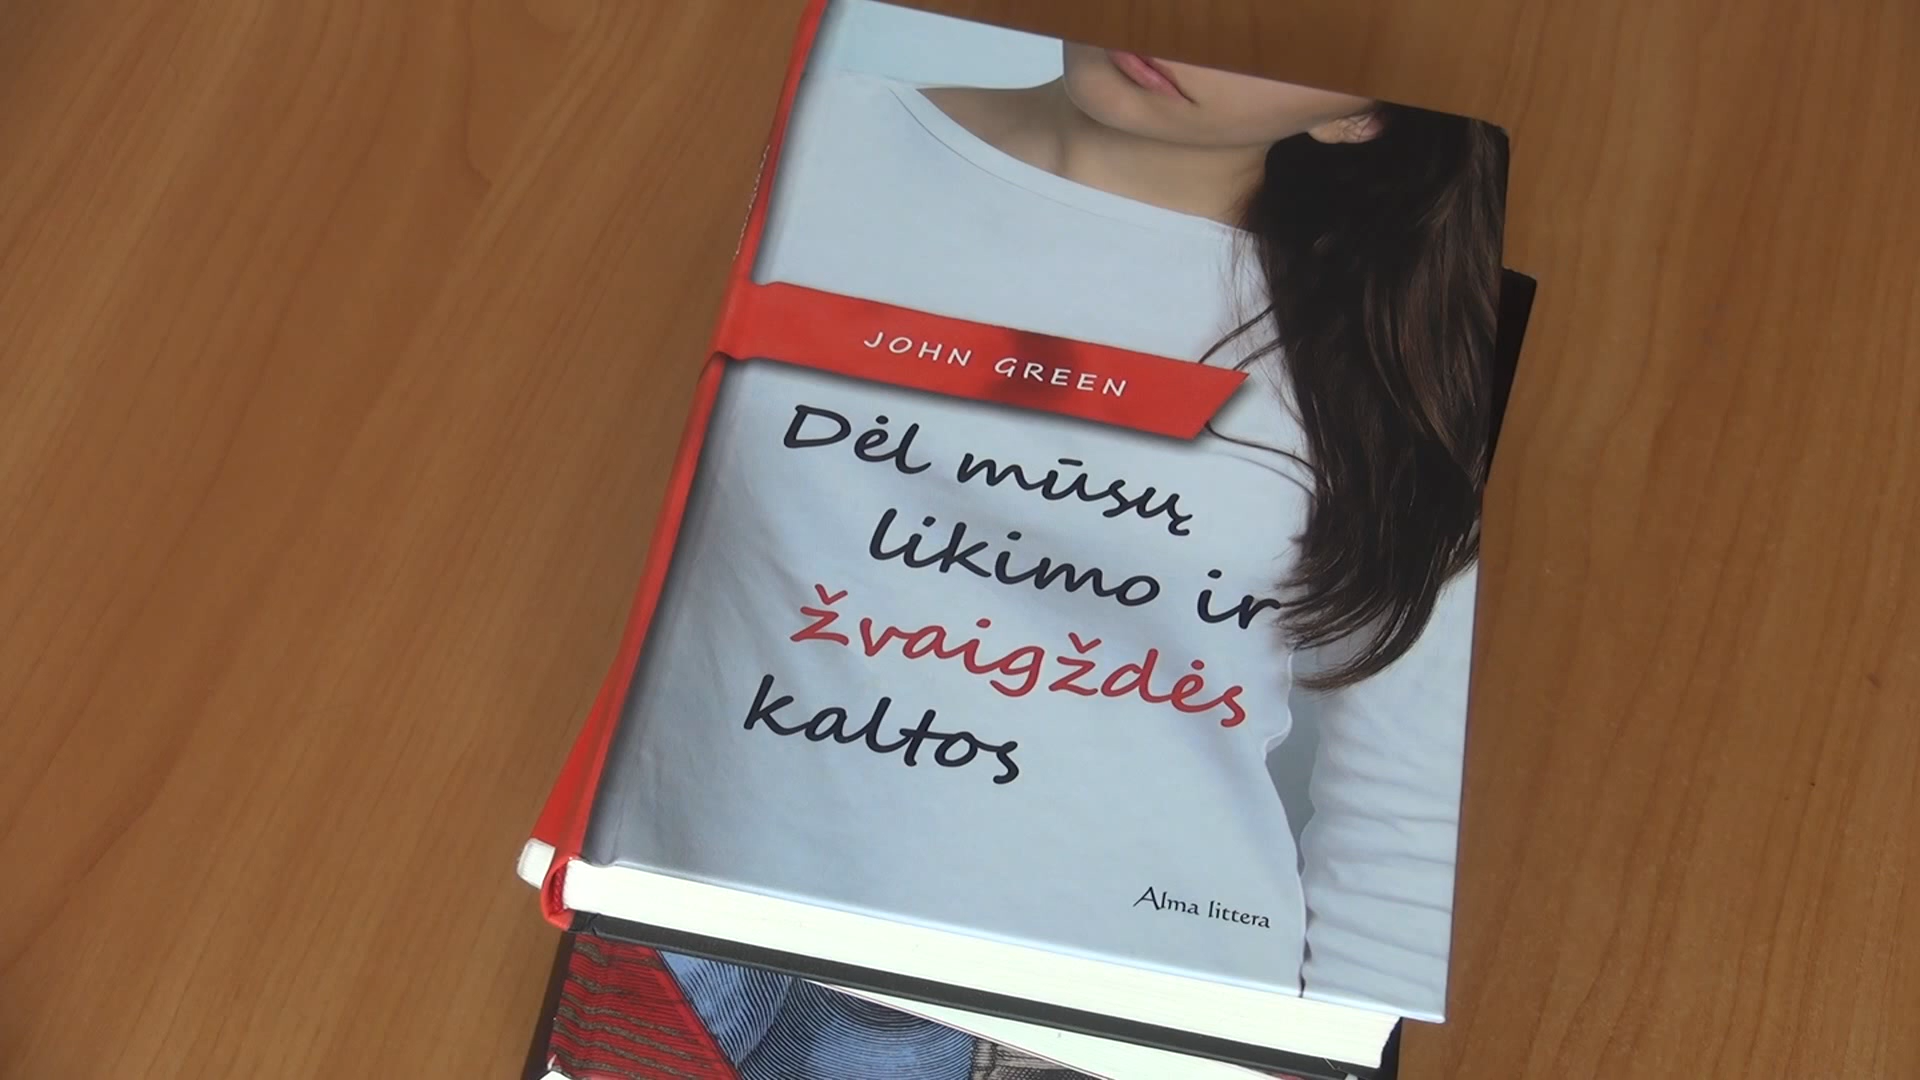 JOHN GREEN
Dėl mūsų
likimo ir
žvaigždės
kaltos
Alma littera